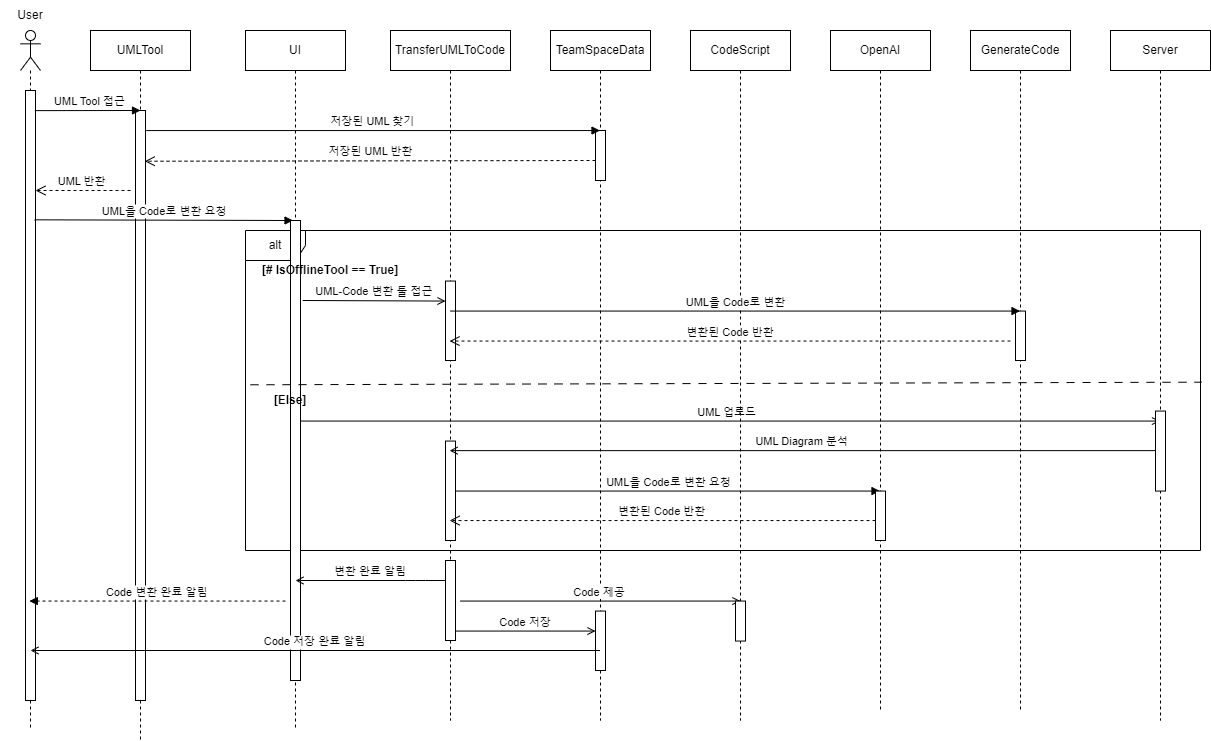 User
UMLTool
UI
TransferUMLToCode
TeamSpaceData
CodeScript
OpenAI
GenerateCode
Server
UML Tool 접근
저장된 UML 찾기
저장된 UML 반환
UML 반환
UML을 Code로 변환 요청
alt
[# IsOfflineTool == True]
UML-Code 변환 툴 접근
UML을 Code로 변환
변환된 Code 반환
[Else]
UML 업로드
UML Diagram 분석
UML을 Code로 변환 요청
변환된 Code 반환
변환 완료 알림
Code 변환 완료 알림
Code 제공
Code 저장
Code 저장 완료 알림